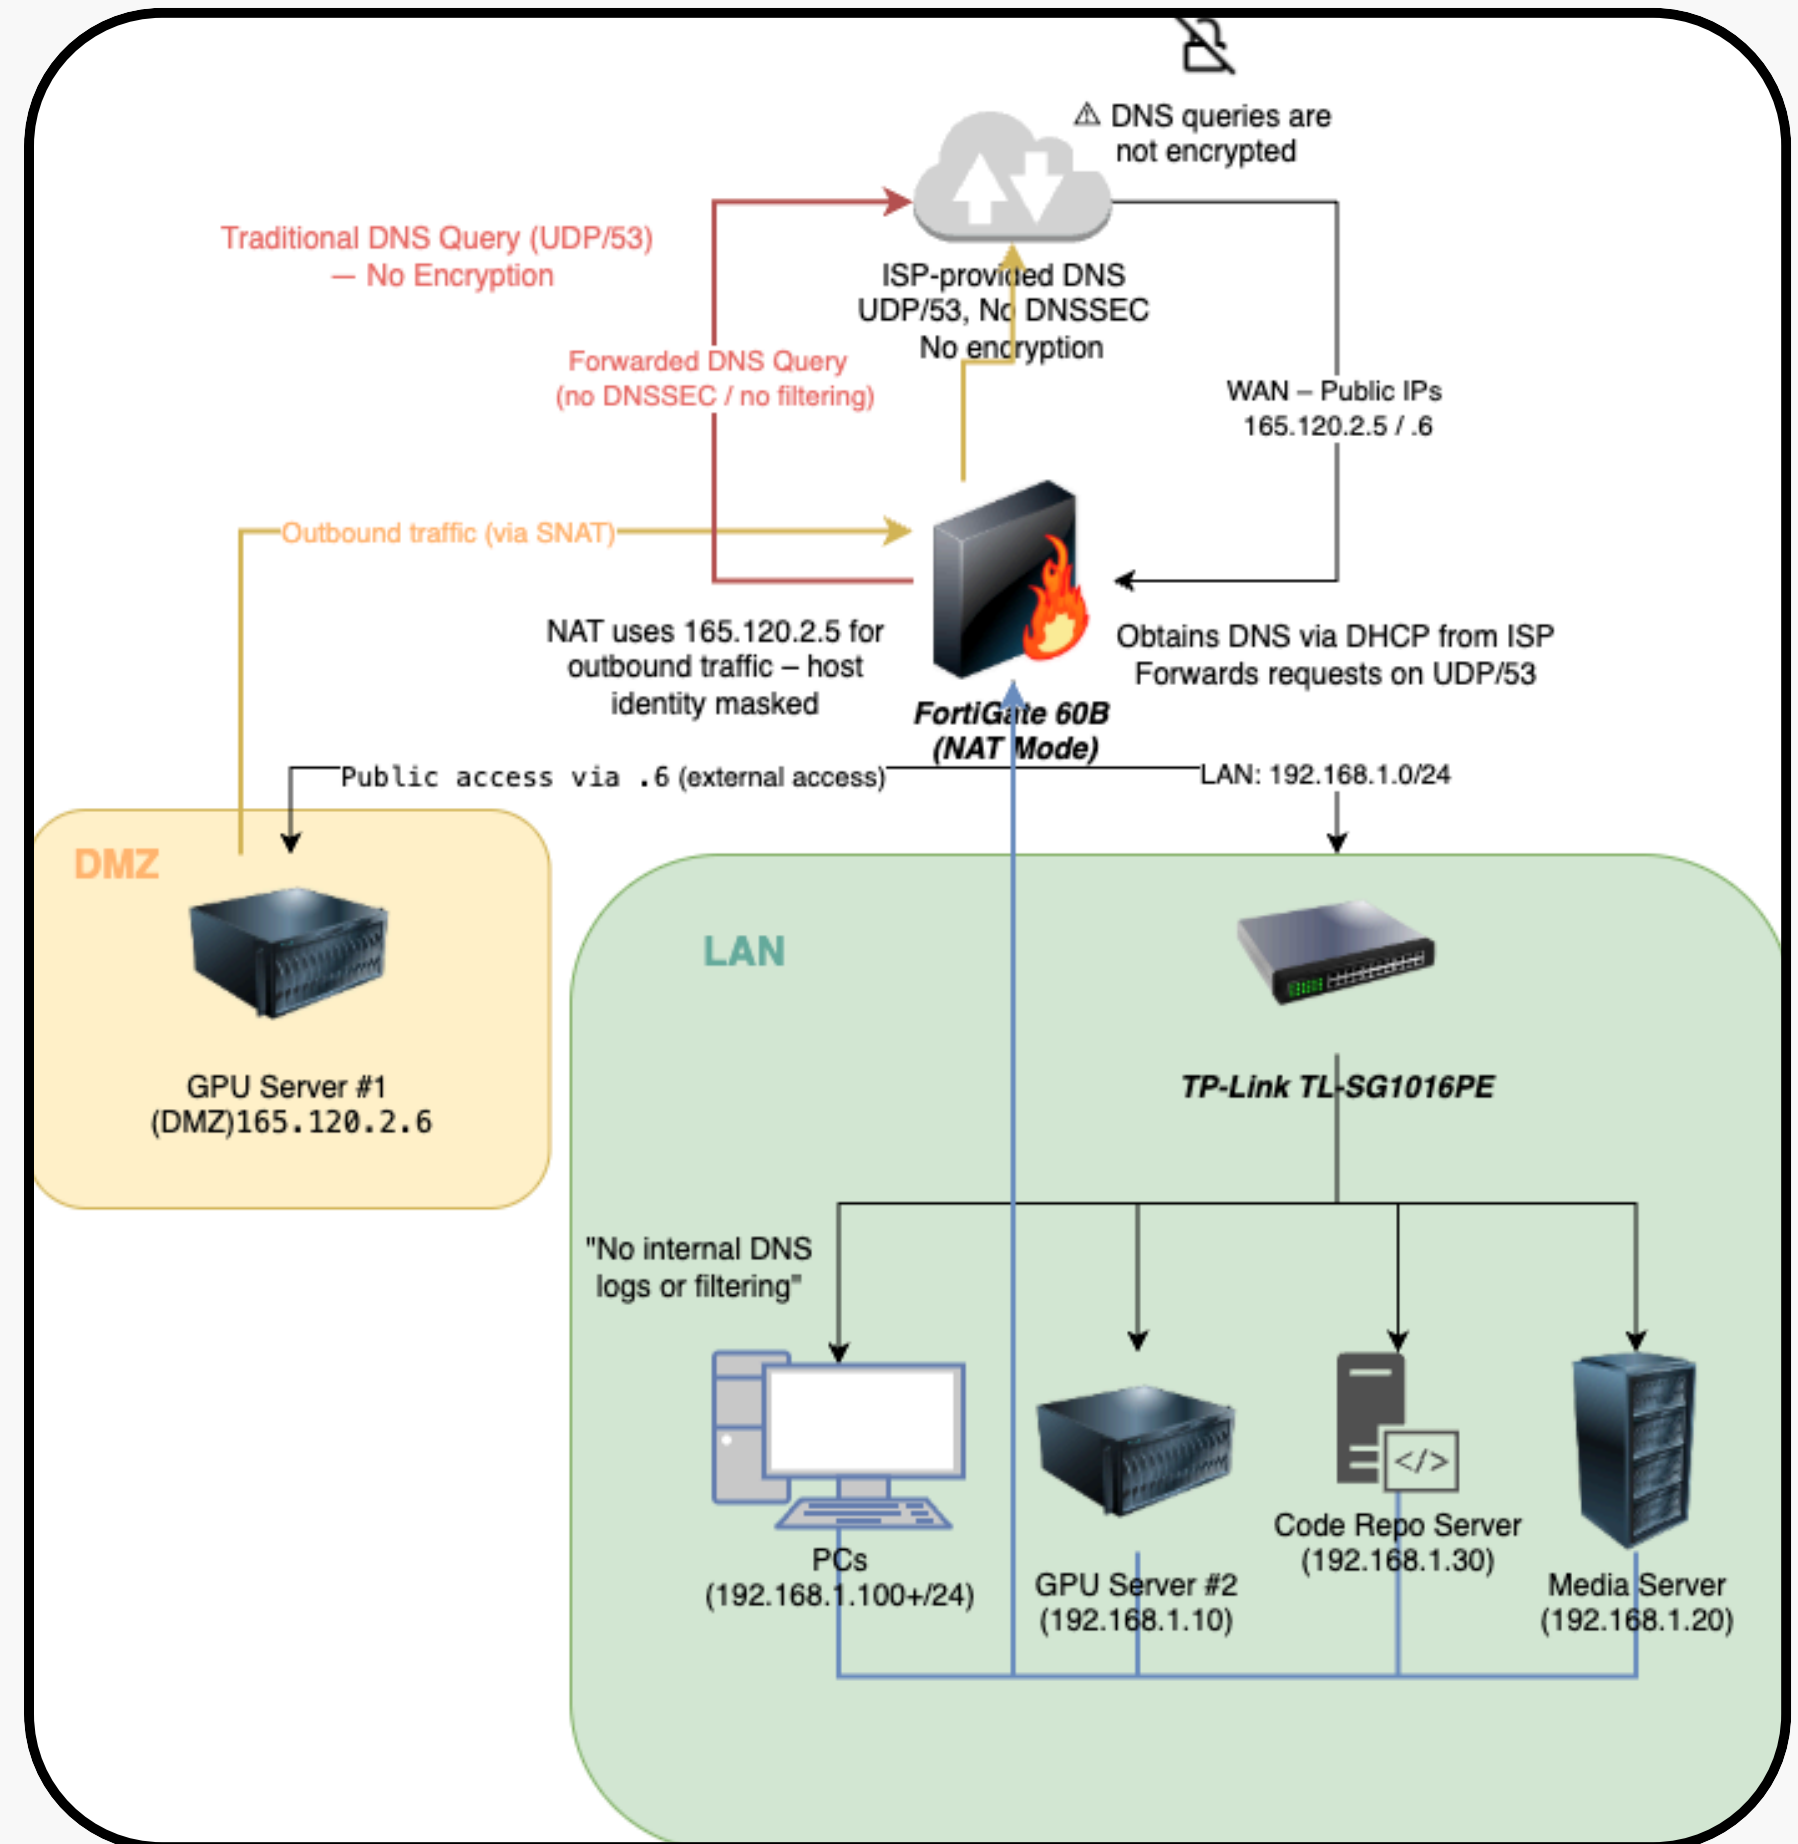 ⚠ DNS queries are
not encrypted
Traditional DNS Query (UDP/53)
— No Encryption
ISP-provided DNS
UDP/53, No DNSSEC
No encryption
Forwarded DNS Query
(no DNSSEC / no filtering)
WAN – Public IPs
165.120.2.5 / .6
Outbound traffic (via SNAT)
NAT uses 165.120.2.5 for
outbound traffic – host
identity masked
Obtains DNS via DHCP from ISP
Forwards requests on UDP/53
FortiGate 60B
(NAT Mode)
Public access via .6 (external access)
LAN: 192.168.1.0/24
DMZ
GPU Server #1
(DMZ)165.120.2.6
LAN
TP-Link TL-SG1016PE
"No internal DNS
logs or filtering"
</>
PCs
(192.168.1.100+/24)
GPU Server #2
(192.168.1.10)
Code Repo Server
(192.168.1.30)
Media Server
(192.168.1.20)